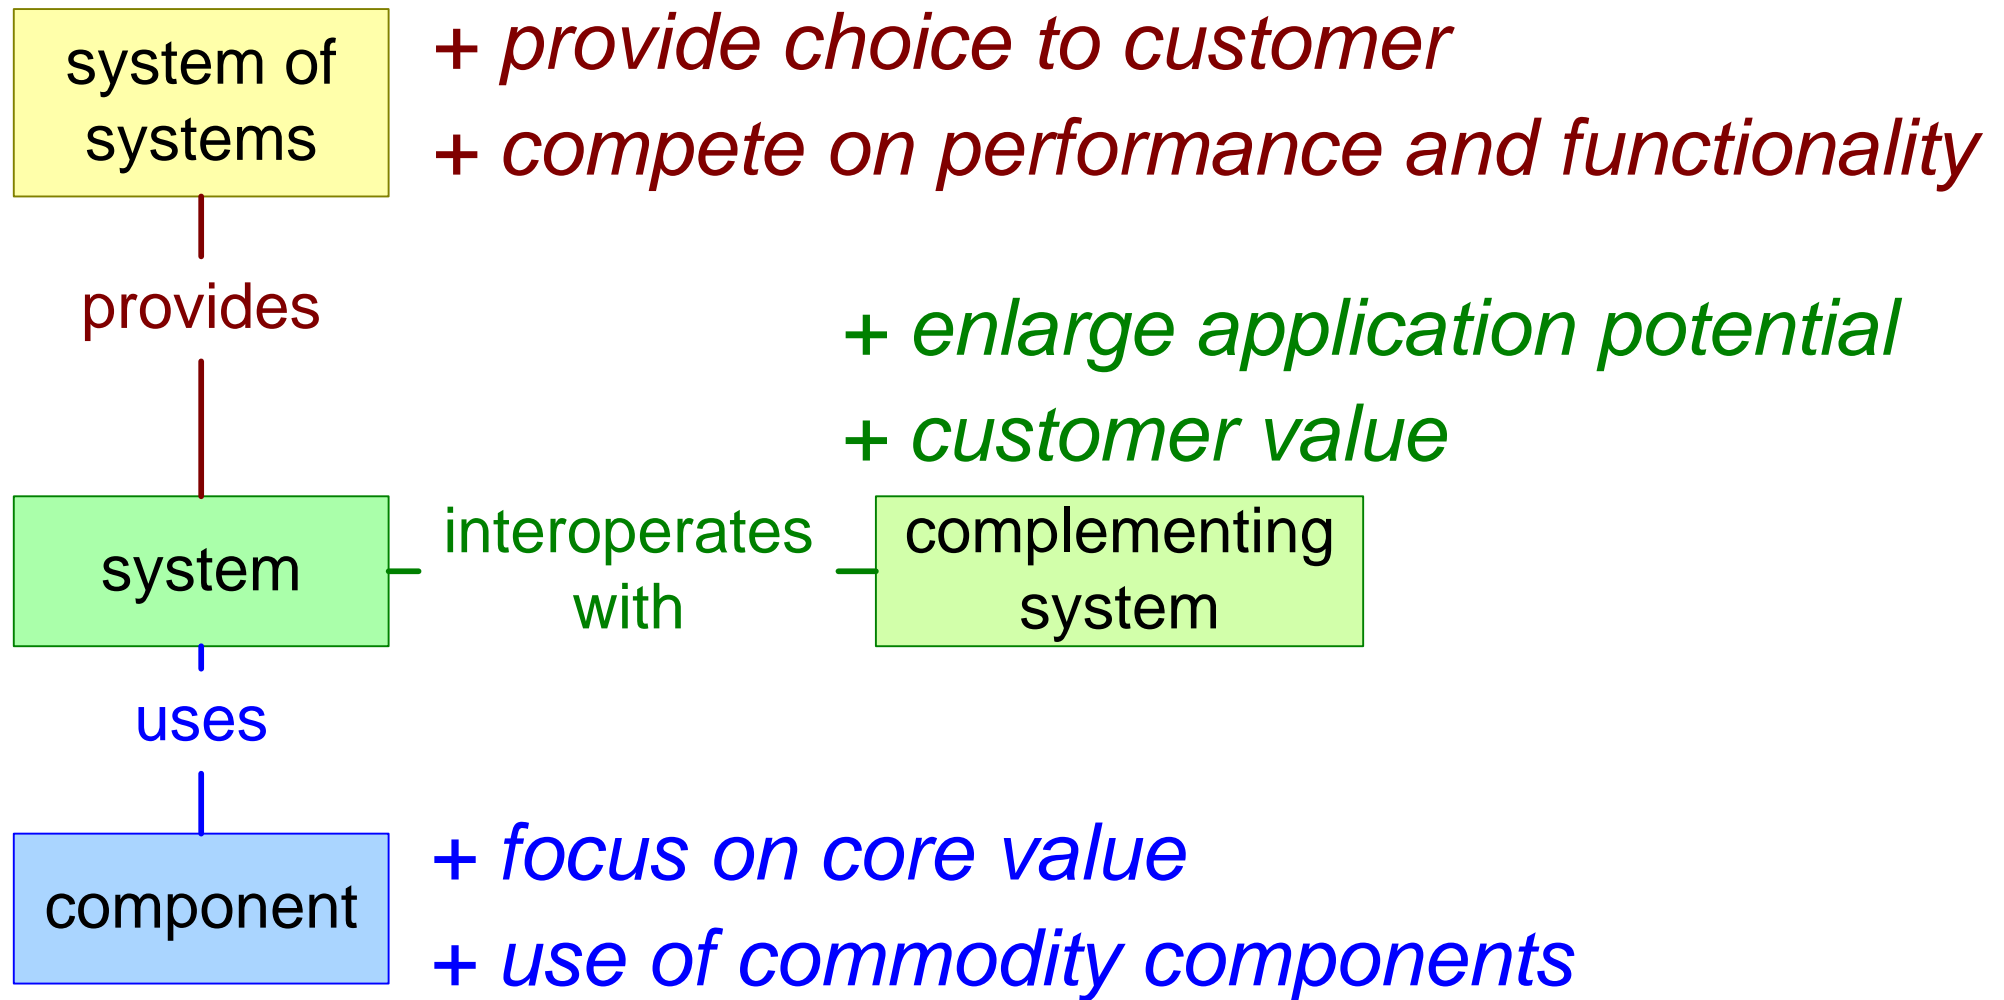 system of
systems
+ provide choice to customer
+ compete on performance and functionality
provides
+ enlarge application potential
+ customer value
system
interoperates
with
complementing
system
uses
component
+ focus on core value
+ use of commodity components